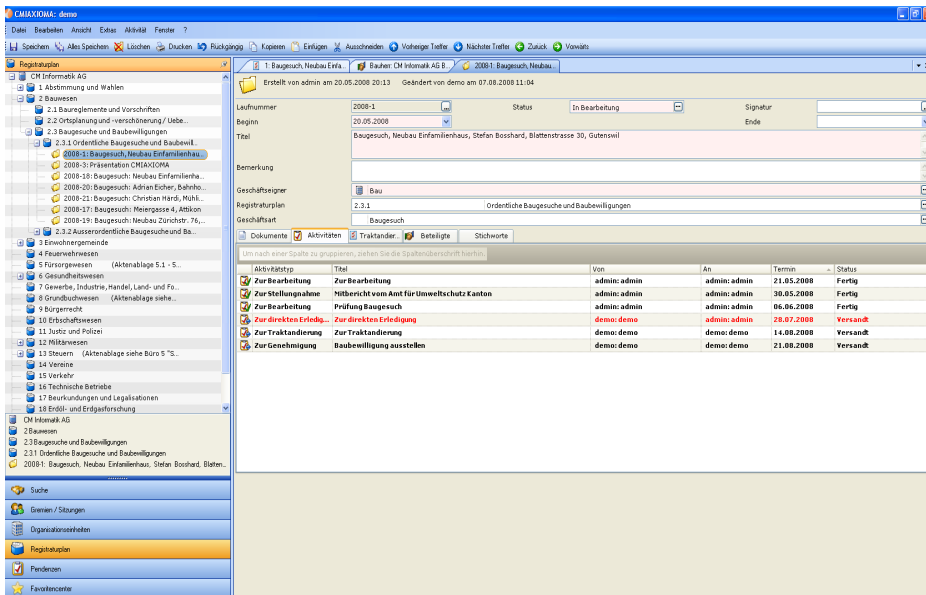 CMIAXIOMA: demo
Datei Bearbeiten Ansicht Extras Aktivität Fenster ?
Speichern Alles Speichern Löschen Drucken Rückgängig Kopieren Einfügen Ausschneiden Vorheriger Treffer Nächster Treffer Zurück Vorwärts
Registraturplan
CM Informatik AG
1 Abstimmung und Wahlen
2 Bauwesen
2.1 Baureglemente und Vorschriften
2.2 Ortsplanung und -verschönerung / Uebe...
2.3 Baugesuche und Baubewilligungen
2.3.1 Ordentliche Baugesuche und Baubewill...
2008-1: Baugesuch, Neubau Einfamilienhau...
2008-3: Präsentation CMIAXIOMA
2008-18: Baugesuch: Neubau Einfamilienha...
2008-20: Baugesuch: Adrian Eicher, Bahnho...
2008-21: Baugesuch: Christian Härdi, Mühli...
2008-17: Baugesuch: Meiergasse 4, Attikon
2008-19: Baugesuch: Neubau Zürichstr. 76,...
2.3.2 Ausserordentliche Baugesuche und Ba...
3 Einwohnergemeinde
4 Feuerwehrwesen
5 Fürsorgewesen (Aktenablage 5.1 - 5...
6 Gesundheitswesen
7 Gewerbe, Industrie, Handel, Land- und Fo...
8 Grundbuchwesen (Aktenablage siehe...
9 Bürgerrecht
10 Erbschaftswesen
11 Justiz und Polizei
12 Militärwesen
13 Steuern (Aktenablage siehe Büro 5 "S...
14 Vereine
15 Verkehr
16 Technische Betriebe
17 Beurkundungen und Legalisationen
18 Erdöl- und Erdgasforschung
CM Informatik AG
2 Bauwesen
2.3 Baugesuche und Baubewilligungen
2.3.1 Ordentliche Baugesuche und Baubewilligungen
2008-1: Baugesuch, Neubau Einfamilienhaus, Stefan Bosshard, Blatten...
Suche
Gremien / Sitzungen
Organisationseinheiten
Registraturplan
Pendenzen
Favoritencenter
1: Baugesuch, Neubau Einfa... Bauherr: CM Informatik AG B... 2008-1: Baugesuch, Neubau...
Erstellt von admin am 20.05.2008 20:13 Geändert von demo am 07.08.2008 11:04
Laufnummer 2008-1 Status In Bearbeitung Signatur
Beginn 20.05.2008 Ende
Titel Baugesuch, Neubau Einfamilienhaus, Stefan Bosshard, Blattenstrasse 30, Gutenswil
Bemerkung
Geschäftseigner Bau
Registraturplan 2.3.1 Ordentliche Baugesuche und Baubewilligungen
Geschäftsart Baugesuch
Dokumente Aktivitäten Traktandier... Beteiligte Stichworte
Um nach einer Spalte zu gruppieren, ziehen Sie die Spaltenüberschrift hierhin.
Aktivitätstyp Titel Von An Termin Status
Zur Bearbeitung Zur Bearbeitung admin: admin admin: admin 21.05.2008 Fertig
Zur Stellungnahme Mitbericht vom Amt für Umweltschutz Kanton admin: admin admin: admin 30.05.2008 Fertig
Zur Bearbeitung Prüfung Baugesuch admin: admin admin: admin 06.06.2008 Fertig
Zur direkten Erledig... Zur direkten Erledigung demo: demo admin: admin 28.07.2008 Versandt
Zur Traktandierung Zur Traktandierung demo: demo demo: demo 14.08.2008 Versandt
Zur Genehmigung Baubewilligung ausstellen demo: demo demo: demo 21.08.2008 Versandt